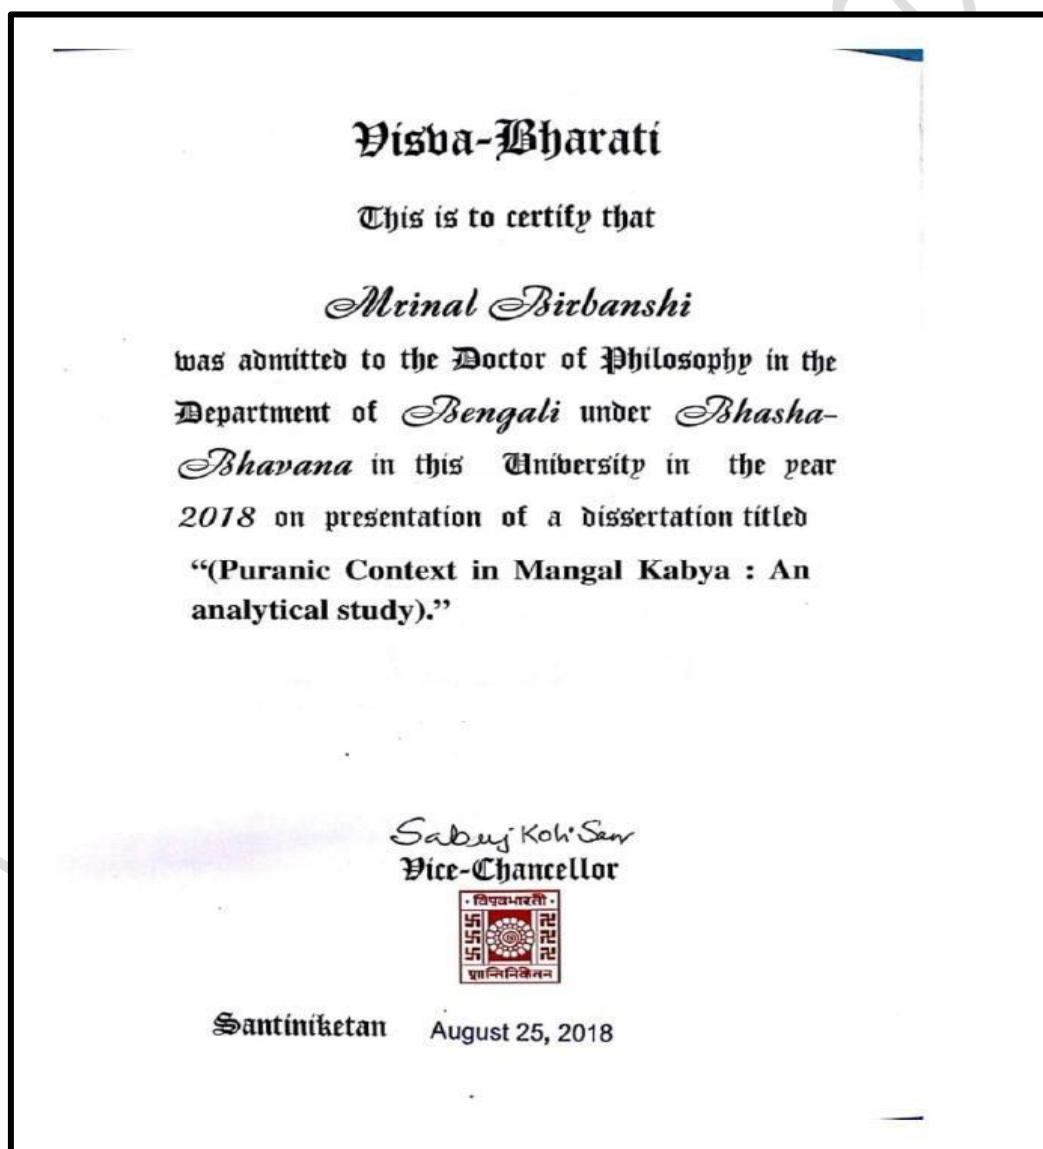 Visva-Bharati
This is to certify that
Mrinal Birbanshi
was admitted to the Doctor of Philosophy in the
Department of Bengali under Bhasha-
Bhavana in this University in the year
2018 on presentation of a dissertation titled
“(Puranic Context in Mangal Kabya : An
analytical study).”
Sabuj Koli Sen
Vice-Chancellor
· विश्वभारती ·
शान्तिनिकेतन
Santiniketan August 25, 2018